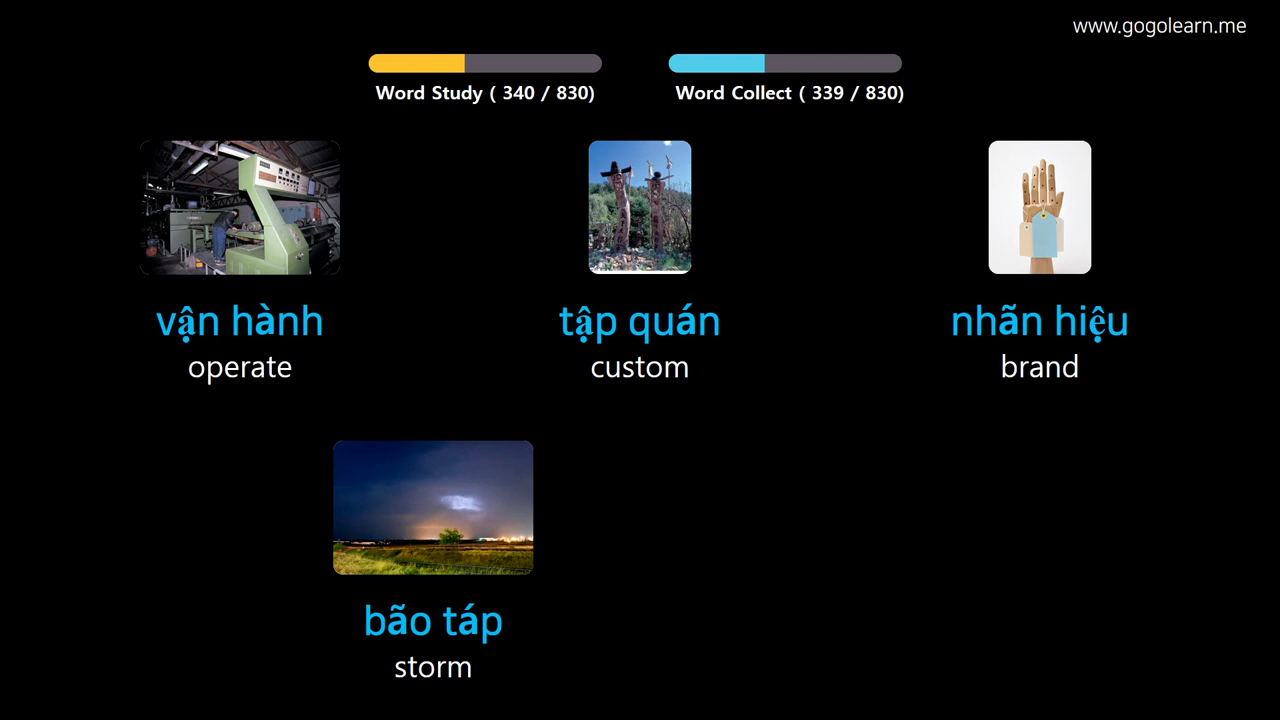 www.gogolearn.me
Word Study ( 340 / 830)
Word Collect ( 339 / 830)
vận hành
operate
tập quán
custom
nhãn hiệu
brand
bão táp
storm